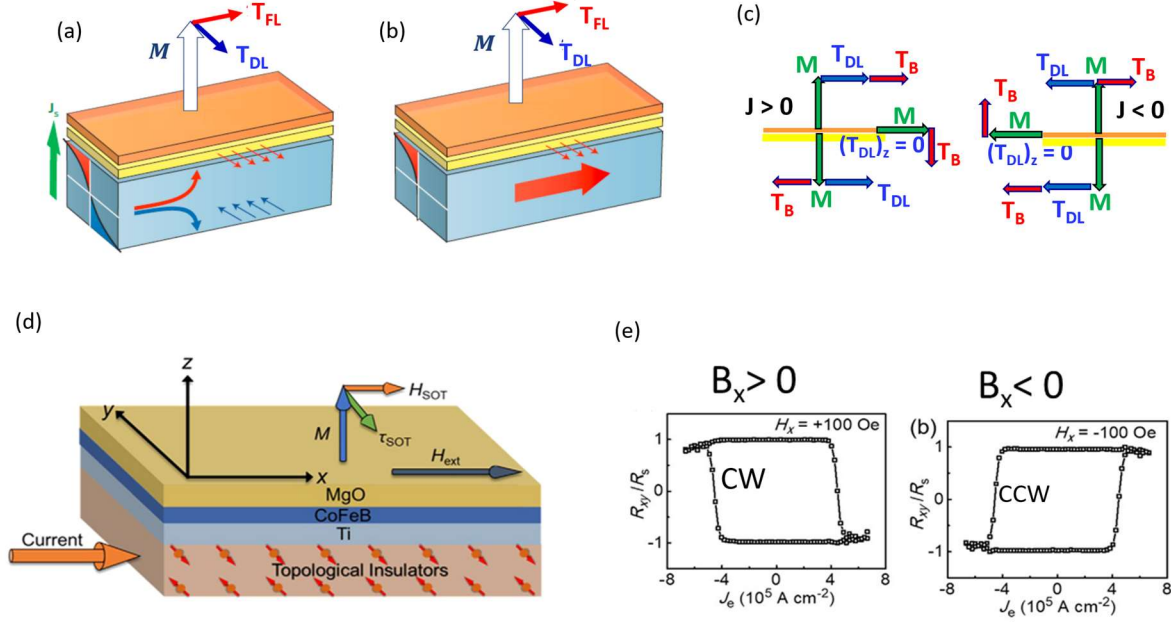 (a)
M
T_FL
T_DL
J_s
(b)
M
T_FL
T_DL
(c)
M T_DL T_B
J > 0
M
(T_DL)_z = 0
T_B
T_B M T_DL
T_DL M T_B
J < 0
T_B
M
(T_DL)_z = 0
T_B T_DL M
(d)
z
y
x
H_SOT
M
τ_SOT
H_ext
MgO
CoFeB
Ti
Current
Topological Insulators
(e)
B_x > 0
H_x = +100 Oe
CW
R_xy/R_s
1
0
-1
-8 -4 0 4 8
J_e (10^5 A cm^-2)
B_x < 0
(b)
H_x = -100 Oe
CCW
R_xy/R_s
1
0
-1
-8 -4 0 4 8
J_e (10^5 A cm^-2)